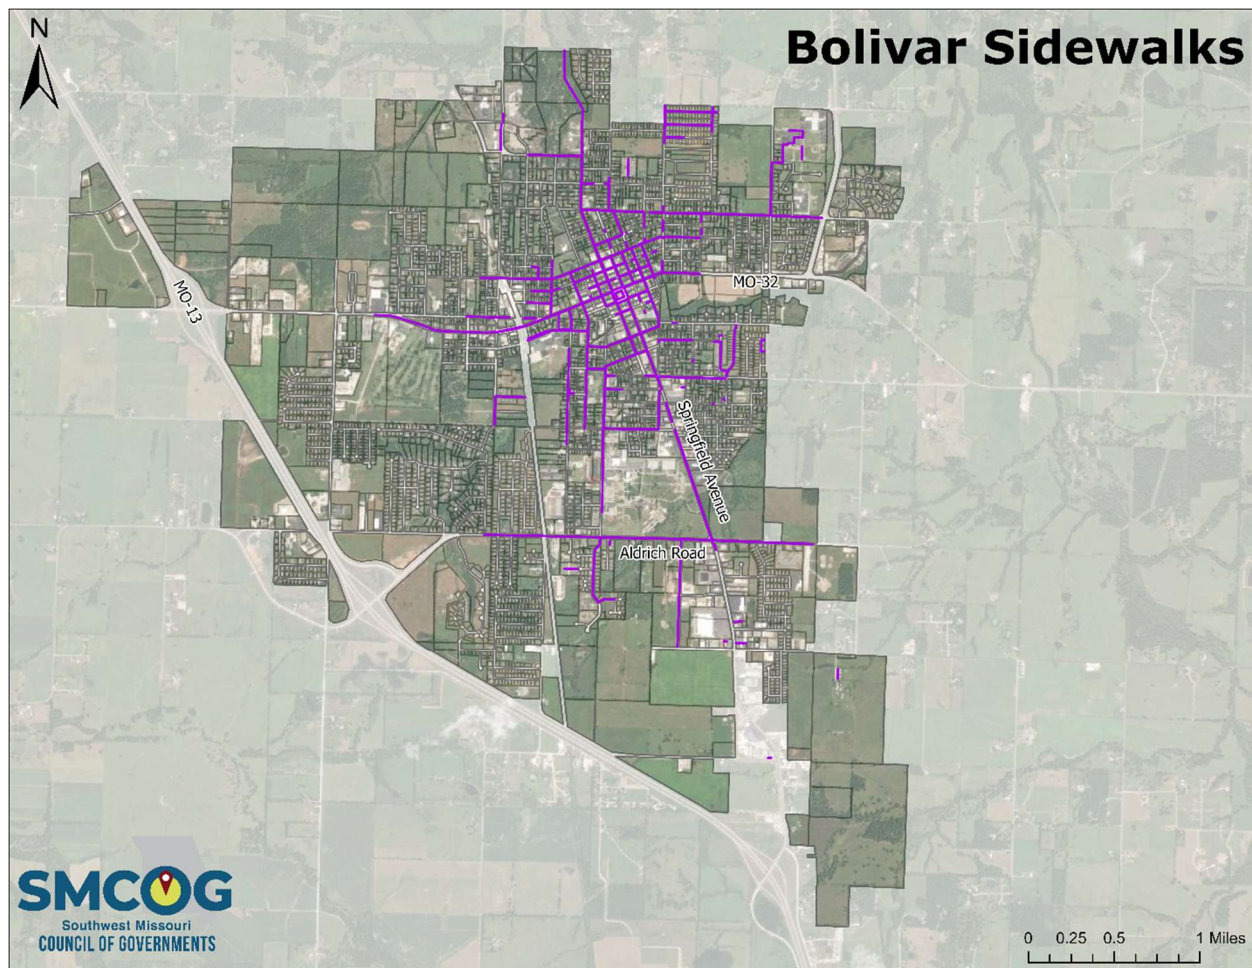 N
Bolivar Sidewalks
MO-13
MO-32
Springfield Avenue
Aldrich Road
SMCOG
Southwest Missouri
COUNCIL OF GOVERNMENTS
0 0.25 0.5 1 Miles